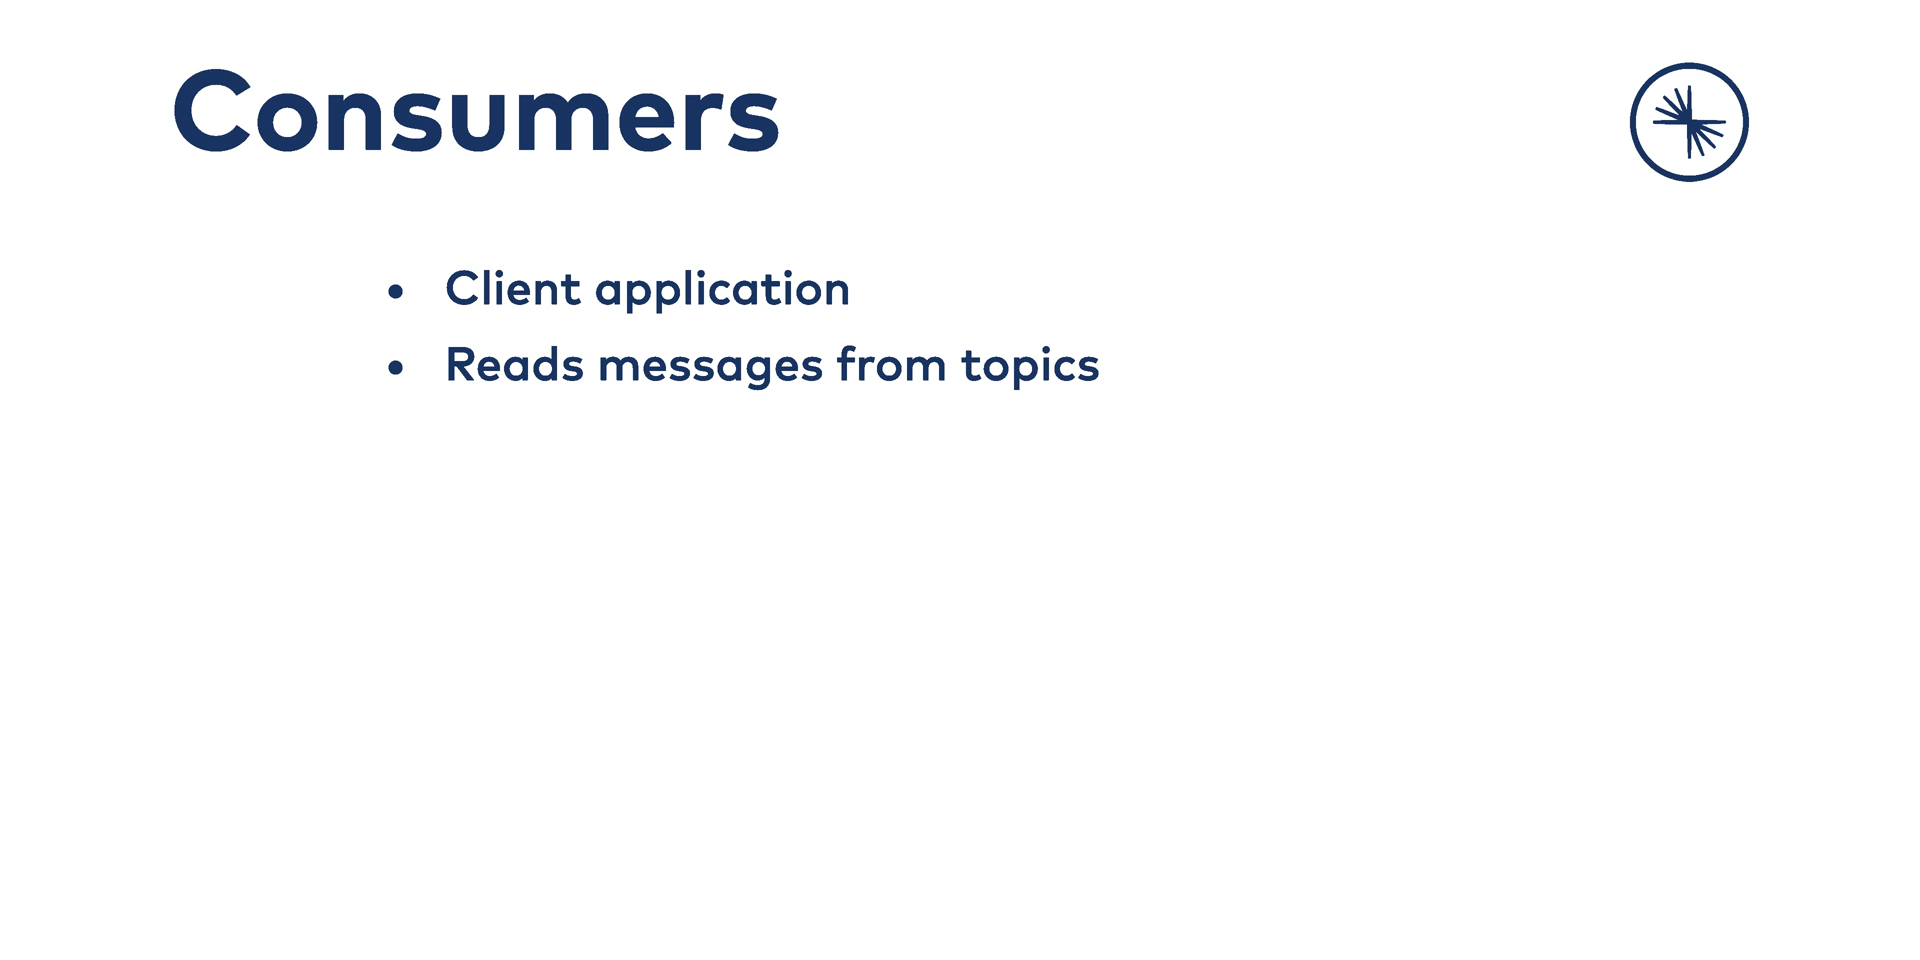 Consumers
• Client application
• Reads messages from topics